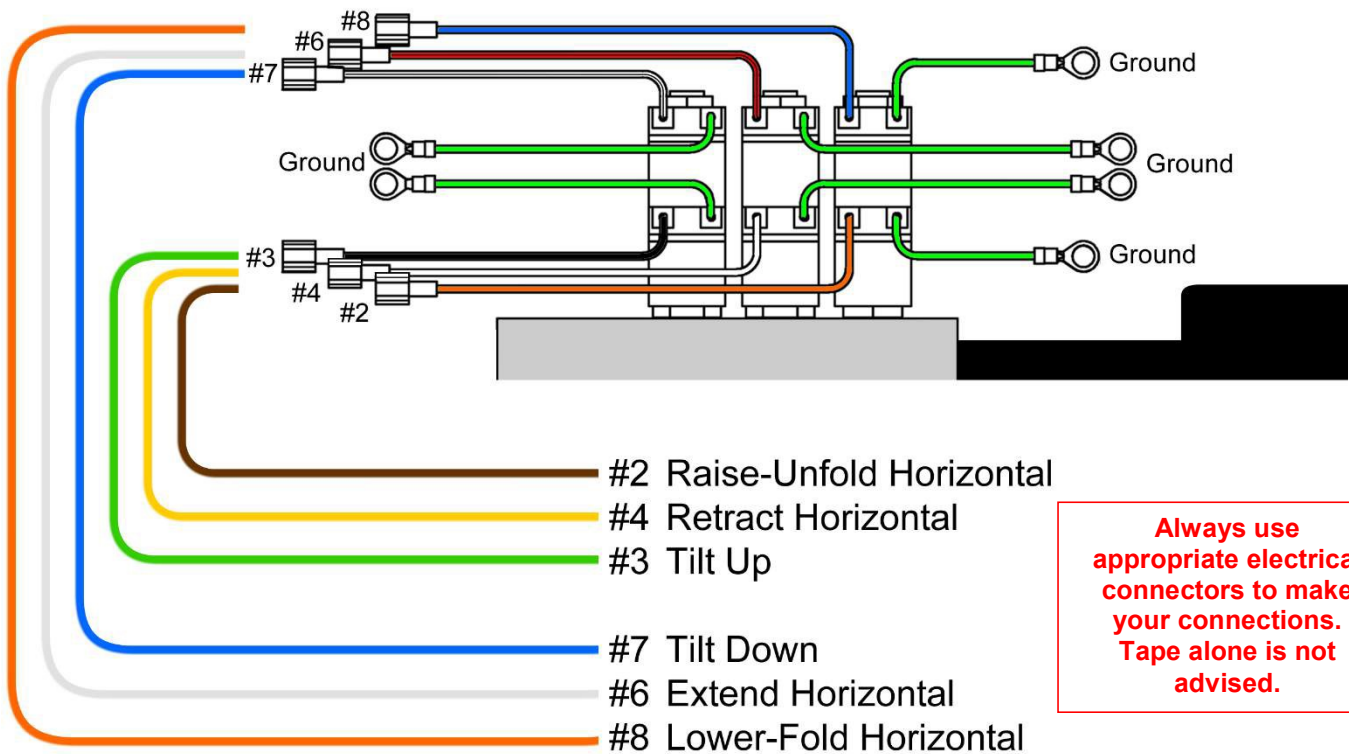 #8
#6
#7
Ground
Ground
Ground
#3
#4
#2
Ground
#2 Raise-Unfold Horizontal
#4 Retract Horizontal
#3 Tilt Up
#7 Tilt Down
#6 Extend Horizontal
#8 Lower-Fold Horizontal
Always use
appropriate electrica
connectors to make
your connections.
Tape alone is not
advised.